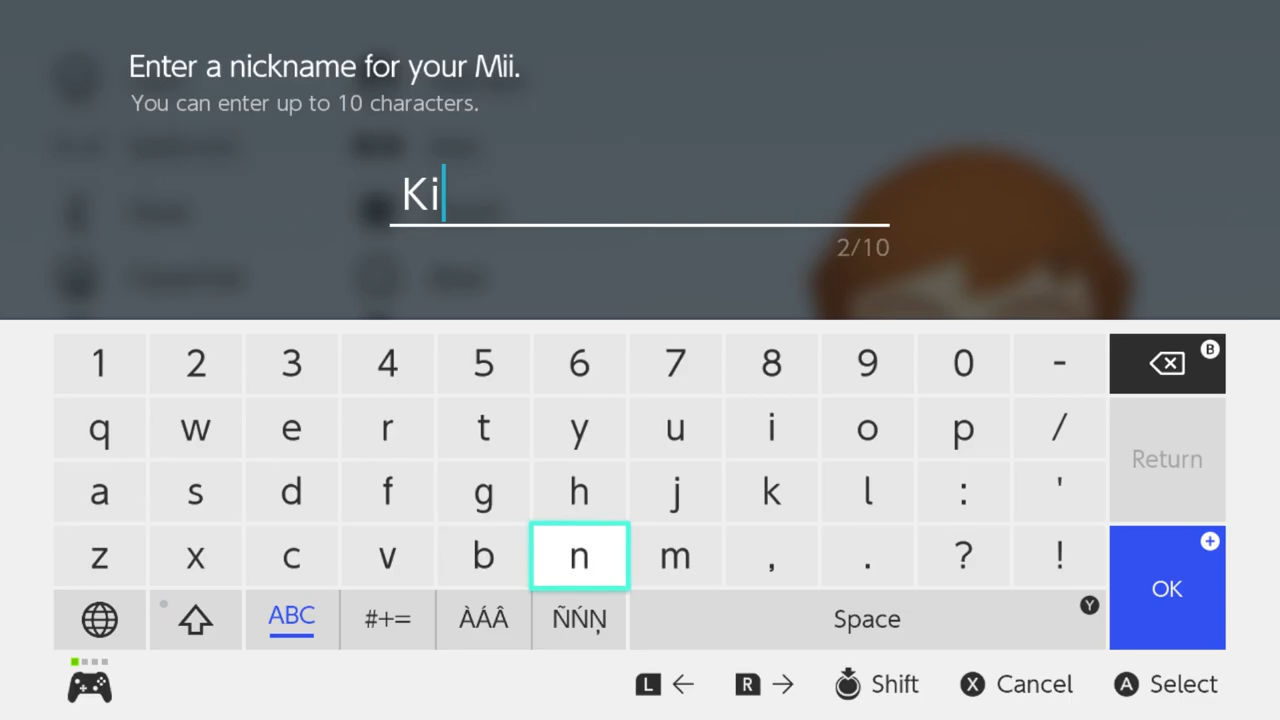 Enter a nickname for your Mii.
You can enter up to 10 characters.
Ki
2/10
1 2 3 4 5 6 7 8 9 0 - B
q w e r t y u i o p /
Return
a s d f g h j k l : '
z x c v b n m , . ? ! +
OK
ABC #+= ÀÁÂ ÑŃŅ Space Y
L ← R → Shift X Cancel A Select